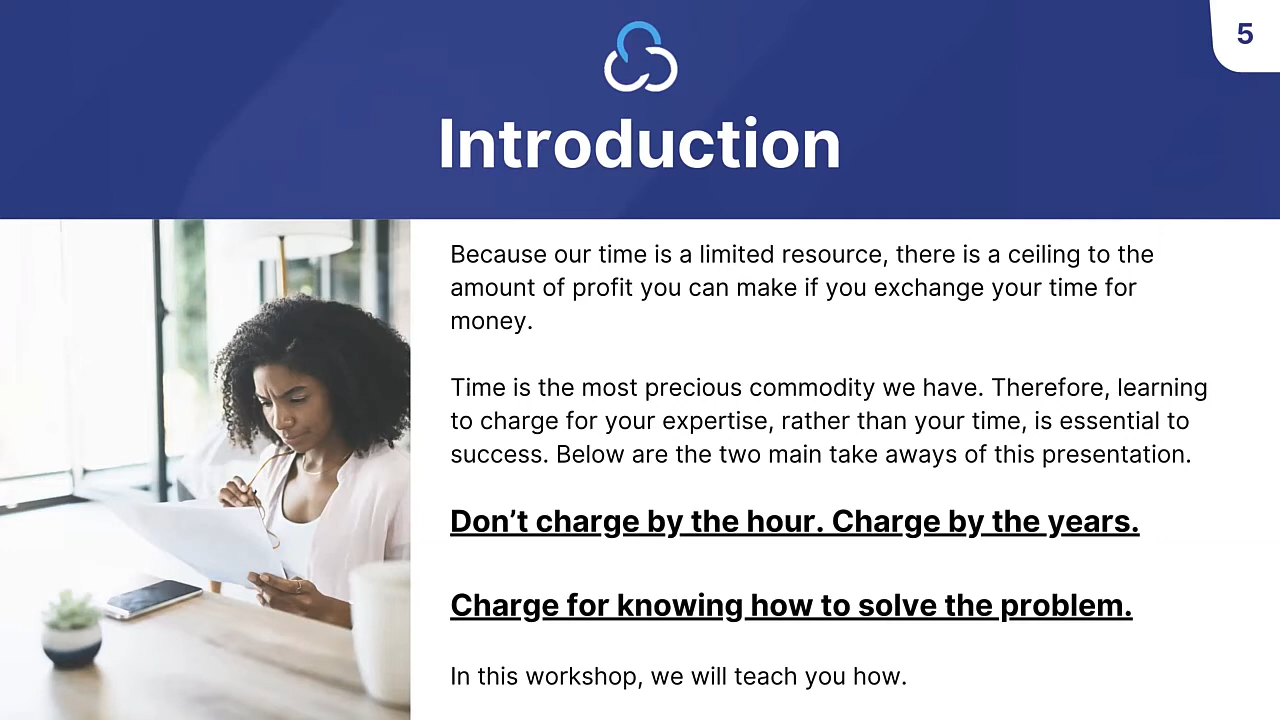 5
Introduction
Because our time is a limited resource, there is a ceiling to the
amount of profit you can make if you exchange your time for
money.
Time is the most precious commodity we have. Therefore, learning
to charge for your expertise, rather than your time, is essential to
success. Below are the two main take aways of this presentation.
Don’t charge by the hour. Charge by the years.
Charge for knowing how to solve the problem.
In this workshop, we will teach you how.